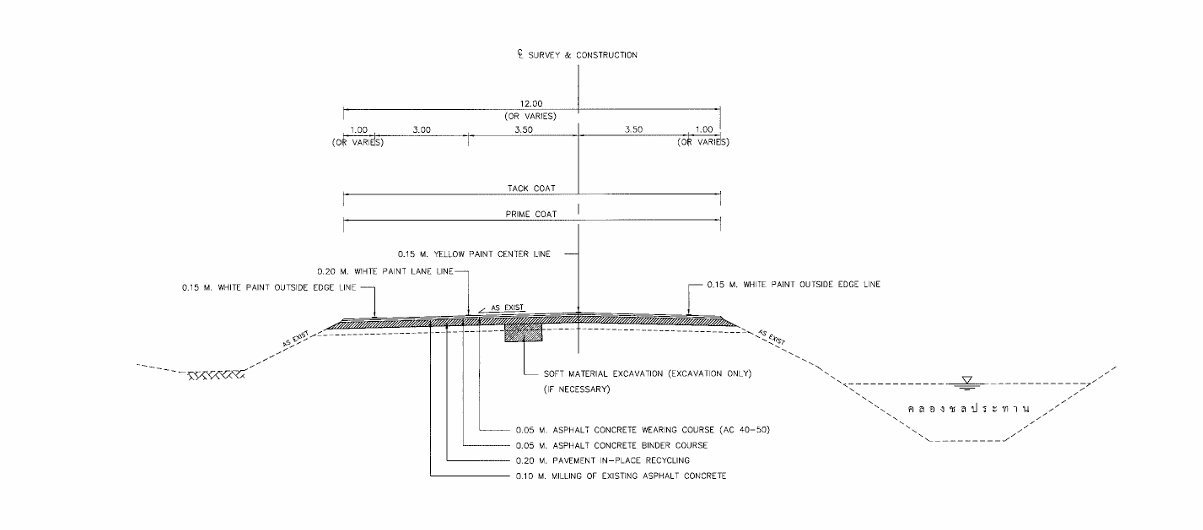 ℄ SURVEY & CONSTRUCTION
12.00
(OR VARIES)
1.00 3.00 3.50 3.50 1.00
(OR VARIES) (OR VARIES)
TACK COAT
PRIME COAT
0.15 M. YELLOW PAINT CENTER LINE
0.20 M. WIHTE PAINT LANE LINE
0.15 M. WHITE PAINT OUTSIDE EDGE LINE
0.15 M. WHITE PAINT OUTSIDE EDGE LINE
AS EXIST
AS EXIST
AS EXIST
SOFT MATERIAL EXCAVATION (EXCAVATION ONLY)
(IF NECESSARY)
คลองชลประทาน
0.05 M. ASPHALT CONCRETE WEARING COURSE (AC 40-50)
0.05 M. ASPHALT CONCRETE BINDER COURSE
0.20 M. PAVEMENT IN-PLACE RECYCLING
0.10 M. MILLING OF EXISTING ASPHALT CONCRETE